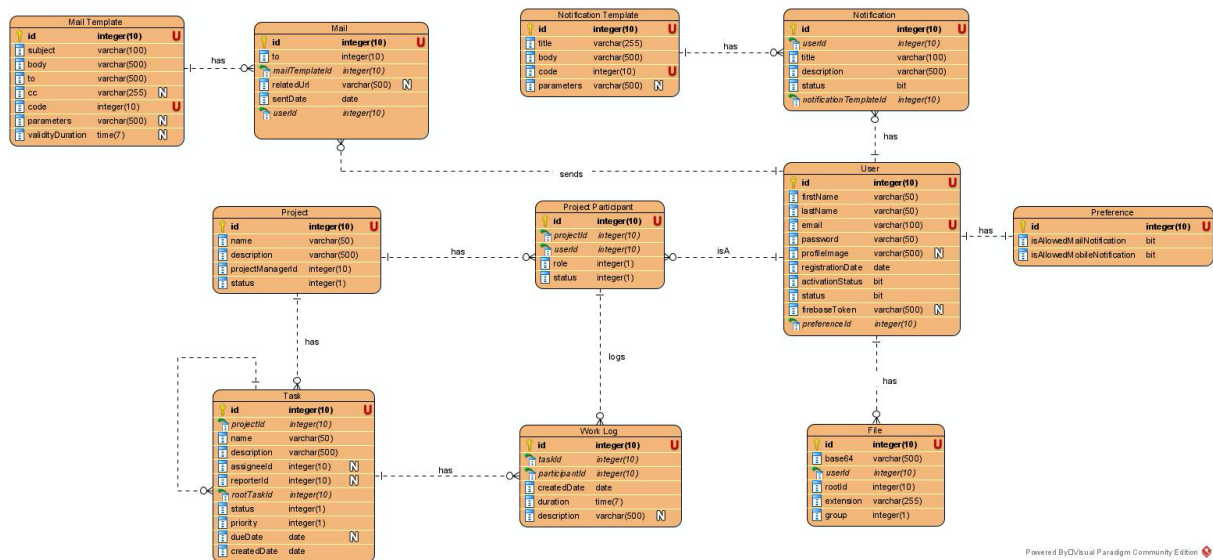 Mail Template
id integer(10) U
subject varchar(100)
body varchar(500)
to varchar(500)
cc varchar(255) N
code integer(10) U
parameters varchar(500) N
validityDuration time(7) N
has
Mail
id integer(10) U
to integer(10)
mailTemplateId integer(10)
relatedUrl varchar(500) N
sentDate date
userId integer(10)
Notification Template
id integer(10) U
title varchar(255)
body varchar(500)
code integer(10) U
parameters varchar(500) N
has
Notification
id integer(10) U
userId integer(10)
title varchar(100)
description varchar(500)
status bit
notificationTemplateId integer(10)
has
sends
User
id integer(10) U
firstName varchar(50)
lastName varchar(50)
email varchar(100) U
password varchar(50)
profileImage varchar(500) N
registrationDate date
activationStatus bit
status bit
firebaseToken varchar(500) N
preferenceId integer(10)
has
Preference
id integer(10) U
isAllowedMailNotification bit
isAllowedMobileNotification bit
Project
id integer(10) U
name varchar(50)
description varchar(500)
projectManagerId integer(10)
status integer(1)
has
Project Participant
id integer(10) U
projectId integer(10)
userId integer(10)
role integer(1)
status integer(1)
isA
has
logs
has
Task
id integer(10) U
projectId integer(10)
name varchar(50)
description varchar(500)
assigneeId integer(10) N
reporterId integer(10) N
rootTaskId integer(10)
status integer(1)
priority integer(1)
dueDate date N
createdDate date
has
Work Log
id integer(10) U
taskId integer(10)
participantId integer(10)
createdDate date
duration time(7)
description varchar(500) N
File
id integer(10) U
base64 varchar(500)
userId integer(10)
rootId integer(10)
extension varchar(255)
group integer(1)
Powered By Visual Paradigm Community Edition